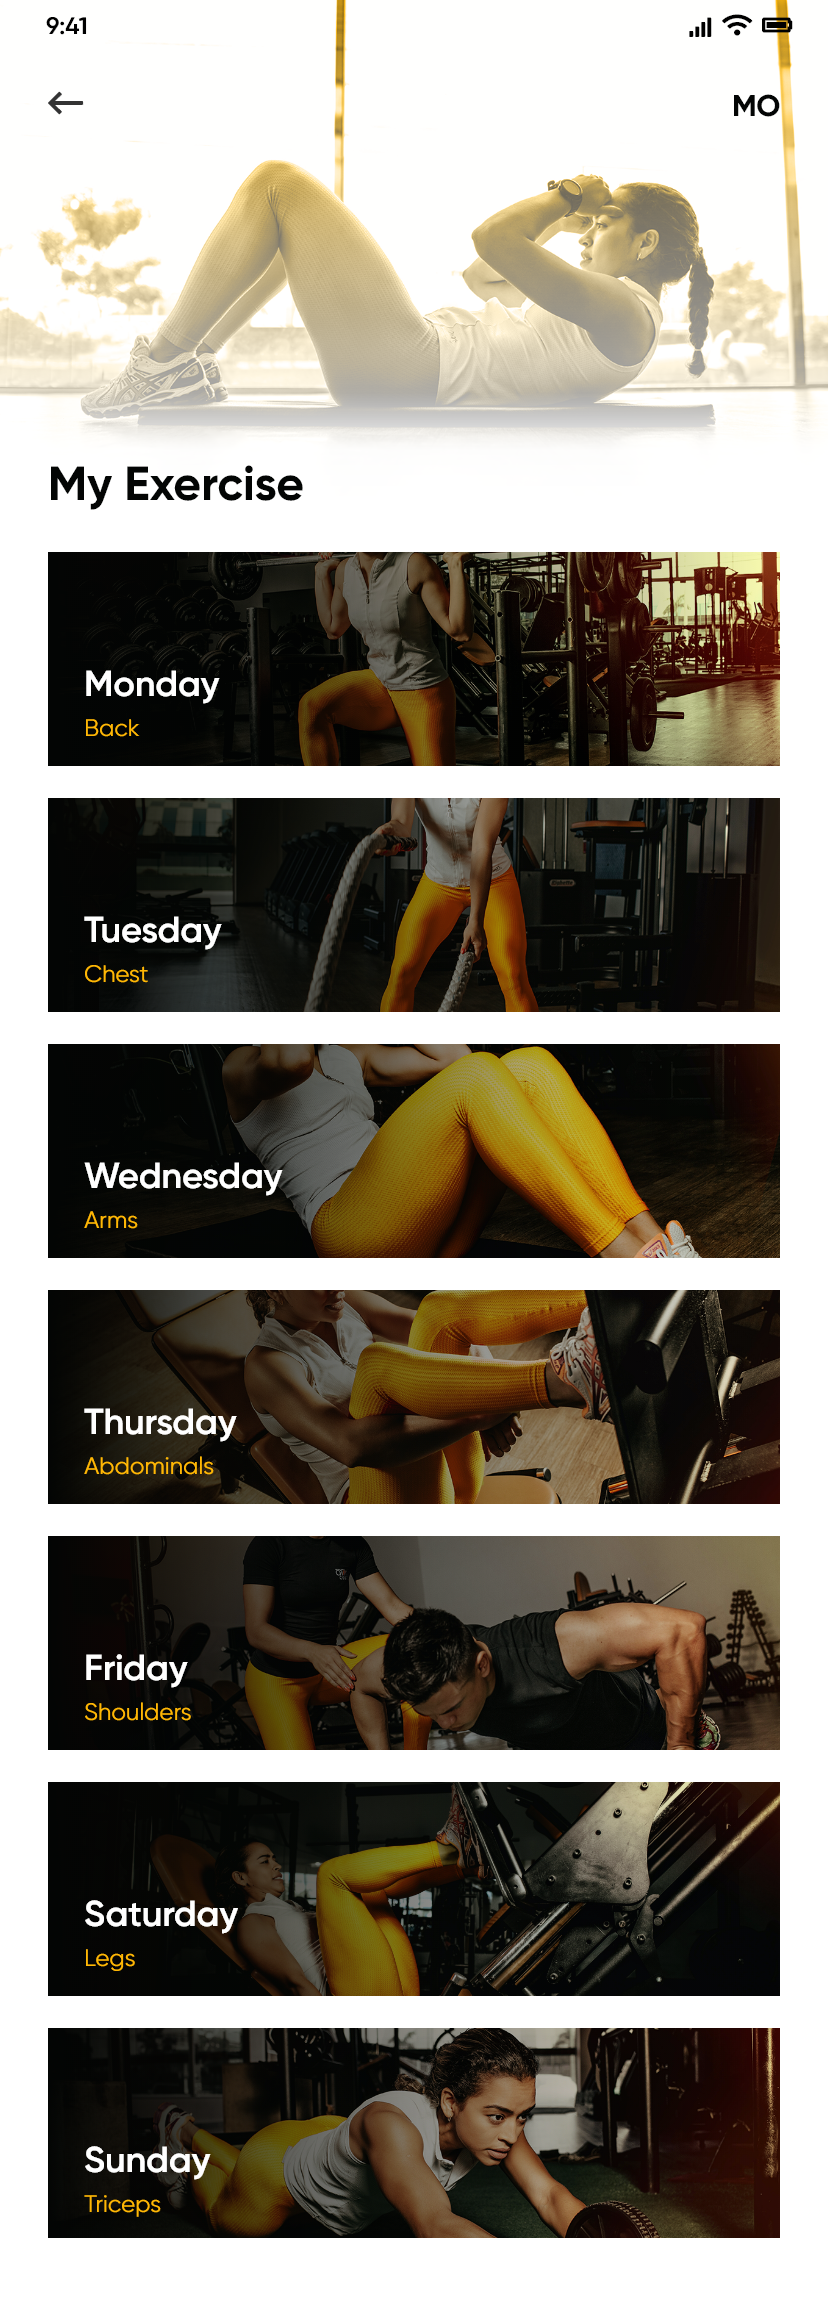 9:41
MO
My Exercise
Monday
Back
Tuesday
Chest
Wednesday
Arms
Thursday
Abdominals
Friday
Shoulders
Saturday
Legs
Sunday
Triceps